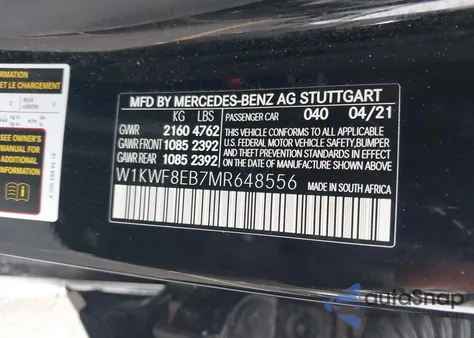 FORMATION
ET LE CHARGEMENT
REAR
SEE OWNER'S
MANUAL FOR
ADDITIONAL
INFORMATION
MFD BY MERCEDES-BENZ AG STUTTGART
KG LBS PASSENGER CAR 040 04/21
GVWR 2160 4762
GAWR FRONT 1085 2392
GAWR REAR 1085 2392
THIS VEHICLE CONFORMS TO ALL APPLICABLE
U.S. FEDERAL MOTOR VEHICLE SAFETY, BUMPER
AND THEFT PREVENTION STANDARDS IN EFFECT
ON THE DATE OF MANUFACTURE SHOWN ABOVE.
W1KWF8EB7MR648556 MADE IN SOUTH AFRICA
autoSnap